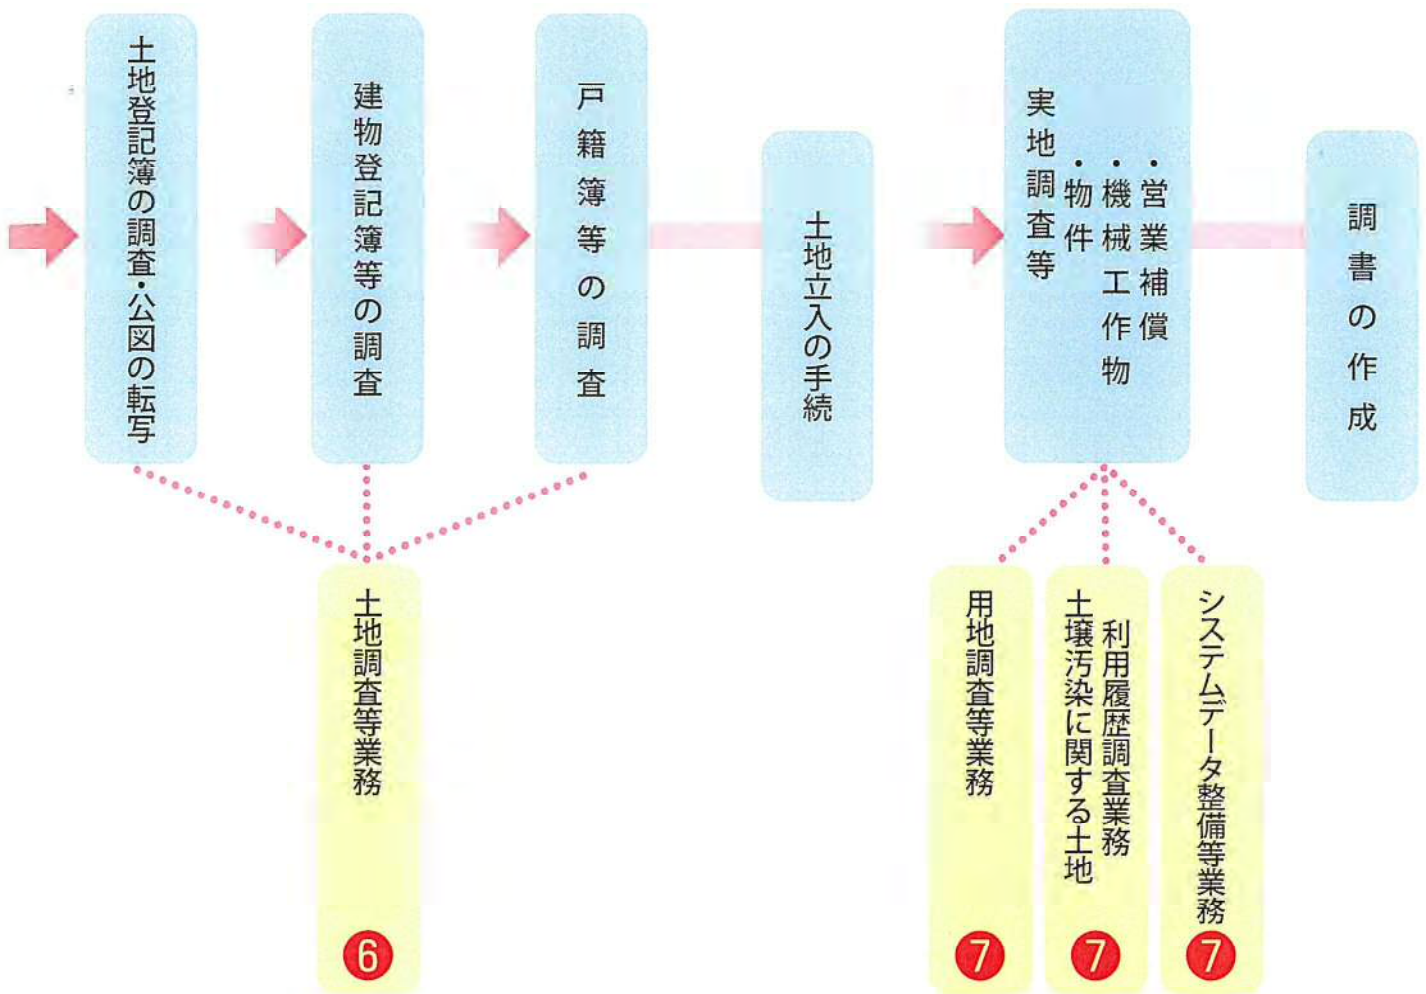 土地登記簿の調査・公図の転写
建物登記簿等の調査
戸籍簿等の調査
土地立入の手続
実地調査等
・物件
・機械工作物
・営業補償
調書の作成
土地調査等業務
6
用地調査等業務
7
土壌汚染に関する土地
利用履歴調査業務
7
システムデータ整備等業務
7